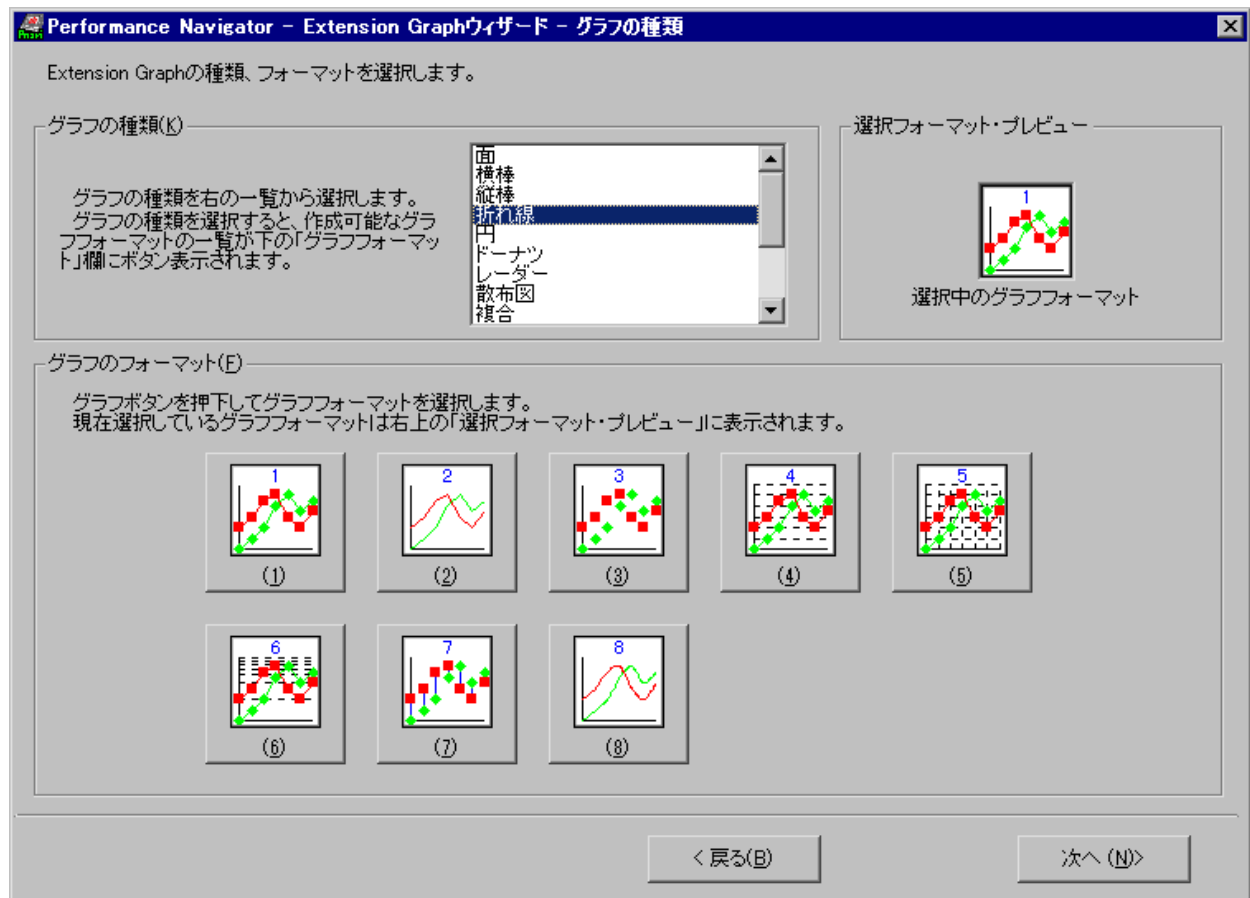 Performance Navigator - Extension Graphウィザード - グラフの種類
Extension Graphの種類、フォーマットを選択します。
グラフの種類(K)
グラフの種類を右の一覧から選択します。
グラフの種類を選択すると、作成可能なグラ
フフォーマットの一覧が下の「グラフフォーマッ
ト」欄にボタン表示されます。
面
横棒
縦棒
折れ線
円
ドーナツ
レーダー
散布図
複合
選択フォーマット・プレビュー
1
選択中のグラフフォーマット
グラフのフォーマット(F)
グラフボタンを押下してグラフフォーマットを選択します。
現在選択しているグラフフォーマットは右上の「選択フォーマット・プレビュー」に表示されます。
1
(1)
2
(2)
3
(3)
4
(4)
5
(5)
6
(6)
7
(7)
8
(8)
< 戻る(B)
次へ (N)>